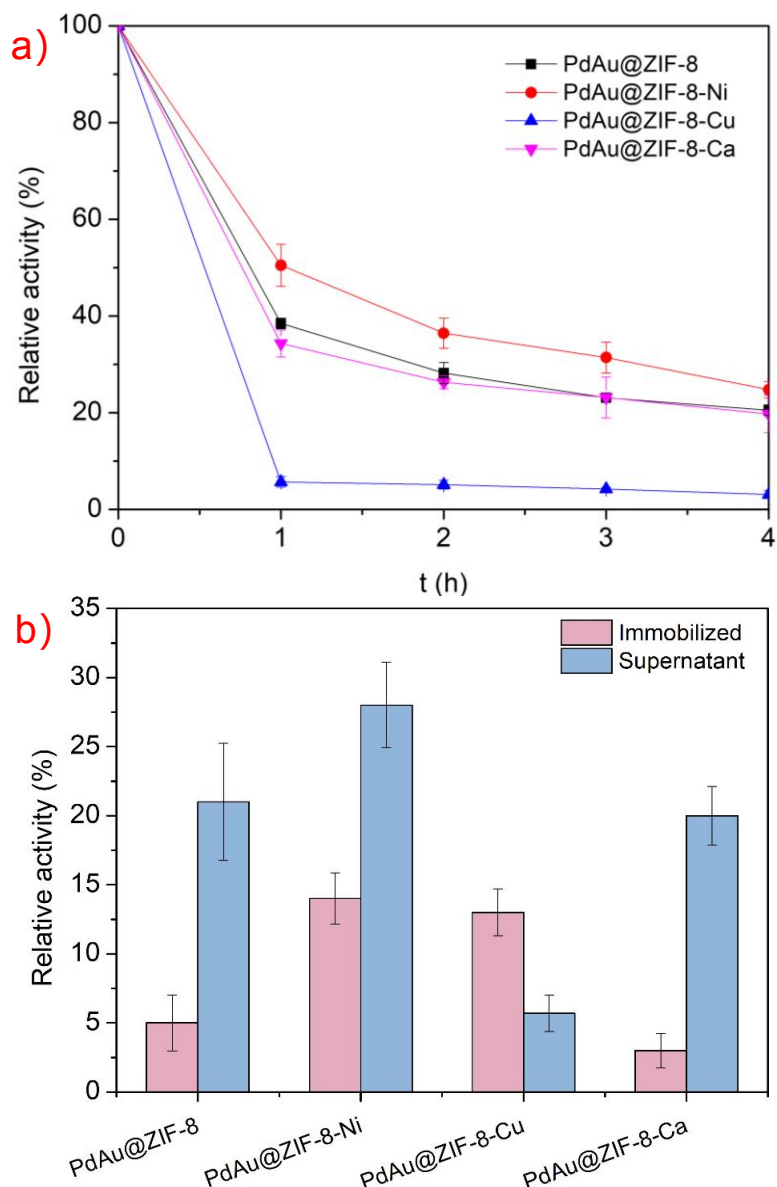 a)
100
80
60
40
20
0
Relative activity (%)
PdAu@ZIF-8
PdAu@ZIF-8-Ni
PdAu@ZIF-8-Cu
PdAu@ZIF-8-Ca
0 1 2 3 4
t (h)
b)
35
30
25
20
15
10
5
0
Relative activity (%)
Immobilized
Supernatant
PdAu@ZIF-8
PdAu@ZIF-8-Ni
PdAu@ZIF-8-Cu
PdAu@ZIF-8-Ca